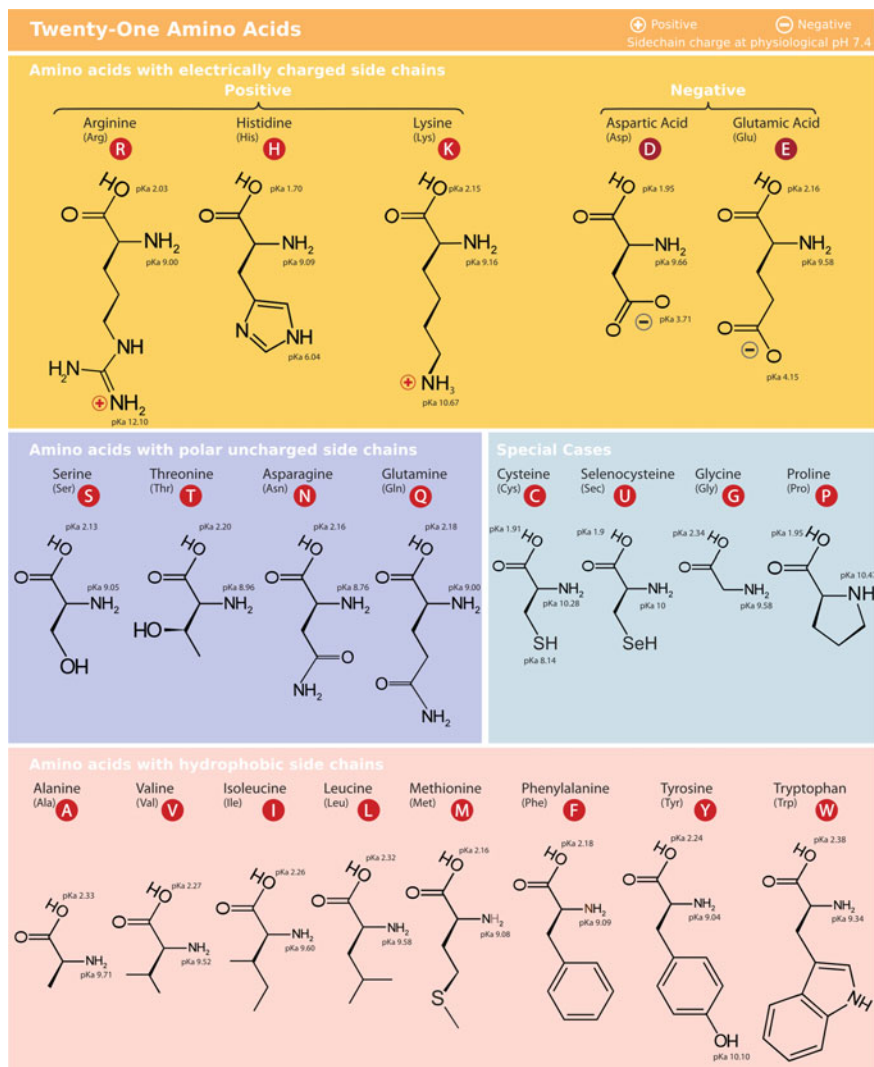 Twenty-One Amino Acids
+ Positive
− Negative
Sidechain charge at physiological pH 7.4
Amino acids with electrically charged side chains
Positive
Negative
Arginine
(Arg)
R
Histidine
(His)
H
Lysine
(Lys)
K
Aspartic Acid
(Asp)
D
Glutamic Acid
(Glu)
E
HO
pKa 2.03
O
NH2
pKa 9.00
NH
H2N
+
NH2
pKa 12.10
HO
pKa 1.70
O
NH2
pKa 9.09
N
NH
pKa 6.04
HO
pKa 2.15
O
NH2
pKa 9.16
+
NH3
pKa 10.67
HO
pKa 1.95
O
NH2
pKa 9.66
O
O
−
pKa 3.71
HO
pKa 2.16
O
NH2
pKa 9.58
O
−
O
pKa 4.15
Amino acids with polar uncharged side chains
Serine
(Ser)
S
Threonine
(Thr)
T
Asparagine
(Asn)
N
Glutamine
(Gln)
Q
pKa 2.13
HO
O
pKa 9.05
NH2
OH
pKa 2.20
HO
O
pKa 8.96
NH2
HO
pKa 2.16
HO
O
pKa 8.76
NH2
O
NH2
pKa 2.18
HO
O
pKa 9.00
NH2
O
NH2
Special Cases
Cysteine
(Cys)
C
Selenocysteine
(Sec)
U
Glycine
(Gly)
G
Proline
(Pro)
P
pKa 1.91
HO
O
NH2
pKa 10.28
SH
pKa 8.14
pKa 1.9
HO
O
NH2
pKa 10
SeH
pKa 2.34
HO
O
NH2
pKa 9.58
pKa 1.95
HO
O
pKa 10.47
NH
Amino acids with hydrophobic side chains
Alanine
(Ala)
A
Valine
(Val)
V
Isoleucine
(Ile)
I
Leucine
(Leu)
L
Methionine
(Met)
M
Phenylalanine
(Phe)
F
Tyrosine
(Tyr)
Y
Tryptophan
(Trp)
W
pKa 2.33
HO
O
NH2
pKa 9.71
pKa 2.27
HO
O
NH2
pKa 9.52
pKa 2.26
HO
O
NH2
pKa 9.60
pKa 2.32
HO
O
NH2
pKa 9.58
pKa 2.16
HO
O
NH2
pKa 9.08
S
pKa 2.18
HO
O
NH2
pKa 9.09
pKa 2.24
HO
O
NH2
pKa 9.04
OH
pKa 10.10
pKa 2.38
HO
O
NH2
pKa 9.34
NH